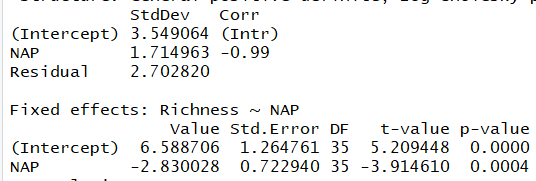 StdDev   Corr
(Intercept) 3.549064 (Intr)
NAP         1.714963 -0.99
Residual    2.702820

Fixed effects: Richness ~ NAP
                Value Std.Error DF   t-value p-value
(Intercept)  6.588706  1.264761 35  5.209448  0.0000
NAP         -2.830028  0.722940 35 -3.914610  0.0004